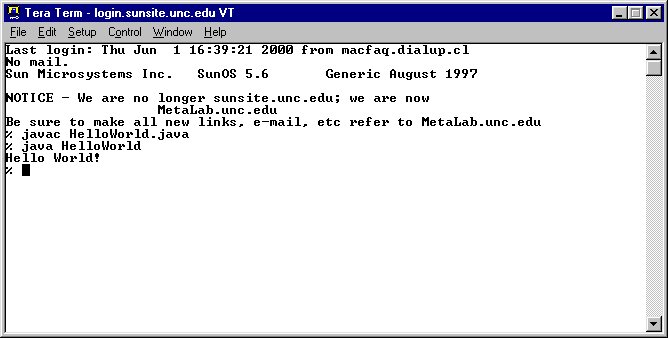 Tera Term - login.sunsite.unc.edu VT
File Edit Setup Control Window Help
Last login: Thu Jun  1 16:39:21 2000 from macfaq.dialup.cl
No mail.
Sun Microsystems Inc.   SunOS 5.6       Generic August 1997
NOTICE - We are no longer sunsite.unc.edu; we are now
MetaLab.unc.edu
Be sure to make all new links, e-mail, etc refer to MetaLab.unc.edu
% javac HelloWorld.java
% java HelloWorld
Hello World!
%